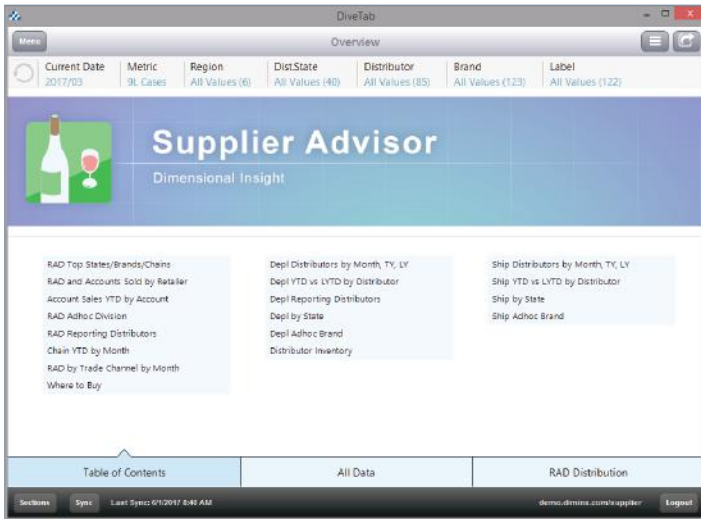 DiveTab
Menu
Overview
Current Date
2017/03
Metric
9L Cases
Region
All Values (6)
Dist.State
All Values (40)
Distributor
All Values (85)
Brand
All Values (123)
Label
All Values (122)
Supplier Advisor
Dimensional Insight
RAD Top States/Brands/Chains
RAD and Accounts Sold by Retailer
Account Sales YTD by Account
RAD Adhoc Division
RAD Reporting Distributors
Chain YTD by Month
RAD by Trade Channel by Month
Where to Buy
Depl Distributors by Month, TY, LY
Depl YTD vs LYTD by Distributor
Depl Reporting Distributors
Depl by State
Depl Adhoc Brand
Distributor Inventory
Ship Distributors by Month, TY, LY
Ship YTD vs LYTD by Distributor
Ship by State
Ship Adhoc Brand
Table of Contents
All Data
RAD Distribution
Sections
Sync
Last Sync: 6/1/2017 8:40 AM
demo.dimins.com/supplier
Logout